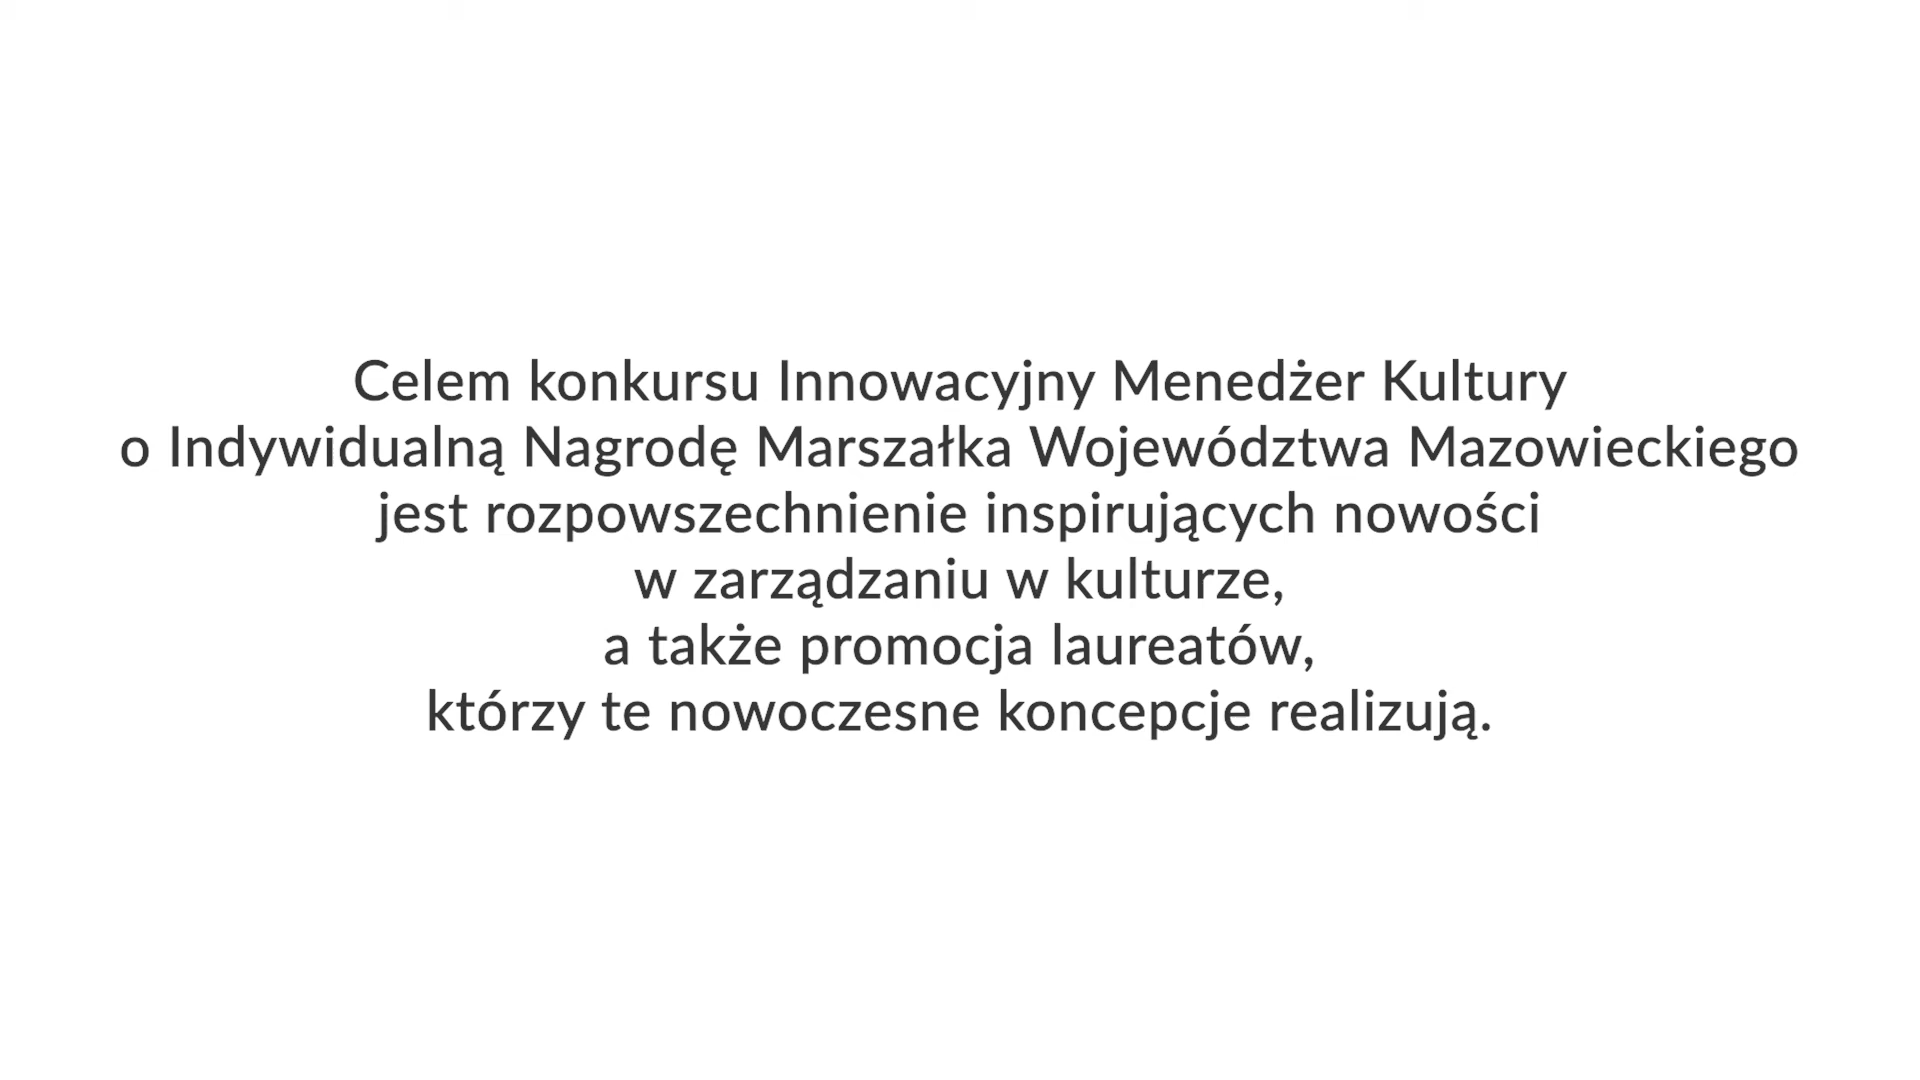 Celem konkursu Innowacyjny Menedżer Kultury
o Indywidualną Nagrodę Marszałka Województwa Mazowieckiego
jest rozpowszechnienie inspirujących nowości
w zarządzaniu w kulturze,
a także promocja laureatów,
którzy te nowoczesne koncepcje realizują.